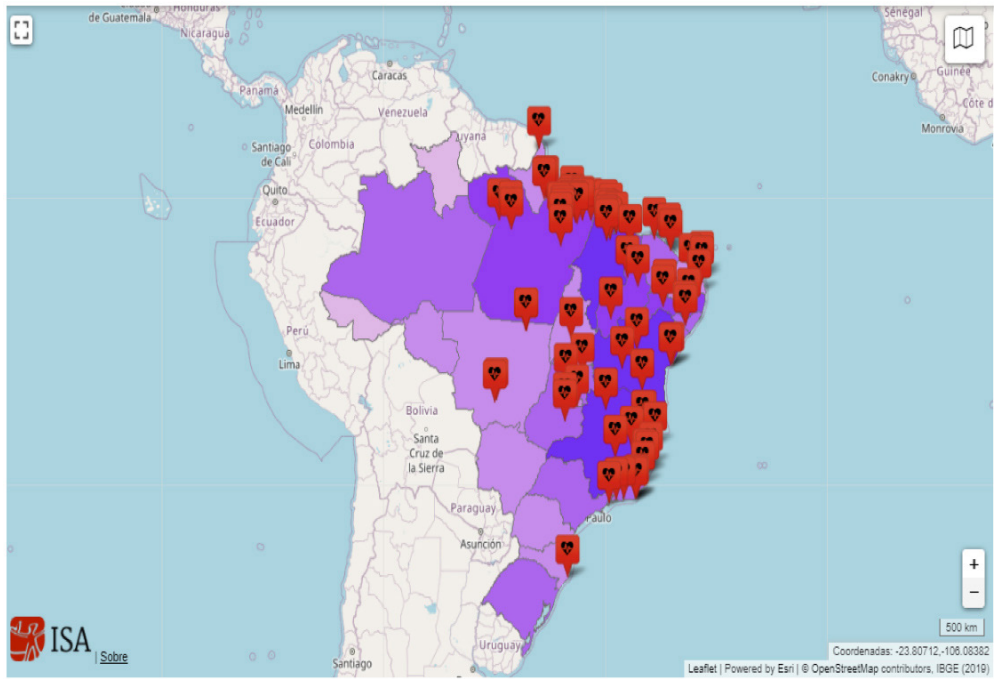 de Guatemala
Honduras
Nicaragua
Panamá
Caracas
Medellín
Venezuela
uyana
Santiago
de Cali
Colombia
Quito
Ecuador
Perú
Lima
Bolivia
Santa
Cruz de
la Sierra
Paraguay
Asunción
Paulo
Uruguay
Santiago
Sénégal
Conakry
Guinée
Côte d
Monrovia
+
−
500 km
Coordenadas: -23.80712,-106.08382
Leaflet | Powered by Esri | © OpenStreetMap contributors, IBGE (2019)
ISA
| Sobre